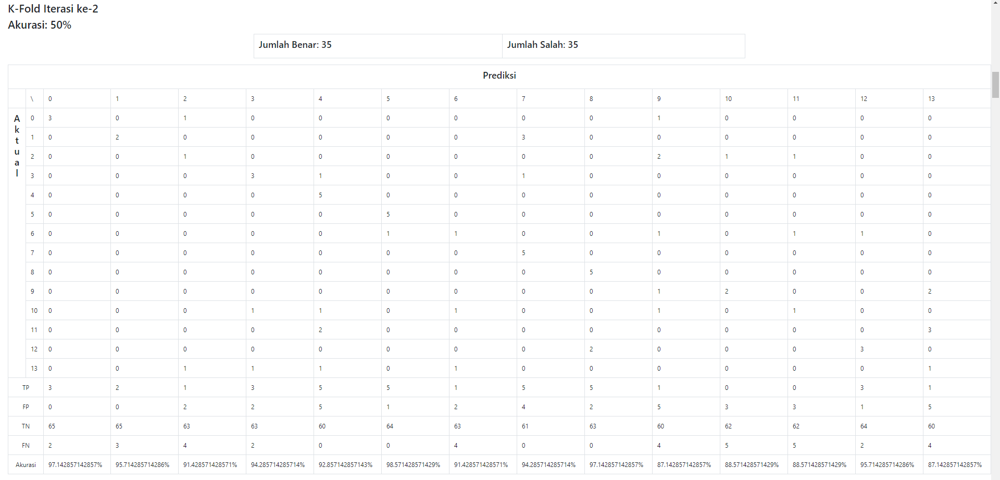 K-Fold Iterasi ke-2
Akurasi: 50%
Jumlah Benar: 35 Jumlah Salah: 35
Prediksi
\ 0 1 2 3 4 5 6 7 8 9 10 11 12 13
Aktual
0 3 0 1 0 0 0 0 0 0 1 0 0 0 0
1 0 2 0 0 0 0 0 3 0 0 0 0 0 0
2 0 0 1 0 0 0 0 0 0 2 1 1 0 0
3 0 0 0 3 1 0 0 1 0 0 0 0 0 0
4 0 0 0 0 5 0 0 0 0 0 0 0 0 0
5 0 0 0 0 0 5 0 0 0 0 0 0 0 0
6 0 0 0 0 0 1 1 0 0 1 0 1 1 0
7 0 0 0 0 0 0 0 5 0 0 0 0 0 0
8 0 0 0 0 0 0 0 0 5 0 0 0 0 0
9 0 0 0 0 0 0 0 0 0 1 2 0 0 2
10 0 0 0 1 1 0 1 0 0 1 0 1 0 0
11 0 0 0 0 2 0 0 0 0 0 0 0 0 3
12 0 0 0 0 0 0 0 0 2 0 0 0 3 0
13 0 0 1 1 1 0 1 0 0 0 0 0 0 1
TP 3 2 1 3 5 5 1 5 5 1 0 0 3 1
FP 0 0 2 2 5 1 2 4 2 5 3 3 1 5
TN 65 65 63 63 60 64 63 61 63 60 62 62 64 60
FN 2 3 4 2 0 0 4 0 0 4 5 5 2 4
Akurasi 97.142857142857% 95.714285714286% 91.428571428571% 94.285714285714% 92.857142857143% 98.571428571429% 91.428571428571% 94.285714285714% 97.142857142857% 87.142857142857% 88.571428571429% 88.571428571429% 95.714285714286% 87.142857142857%